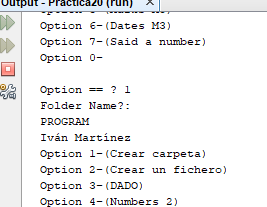 Output - Practica20 (run)
Option 6-(Dates M3)
Option 7-(Said a number)
Option 0-
Option == ? 1
Folder Name?:
PROGRAM
Iván Martínez
Option 1-(Crear carpeta)
Option 2-(Crear un fichero)
Option 3-(DADO)
Option 4-(Numbers 2)